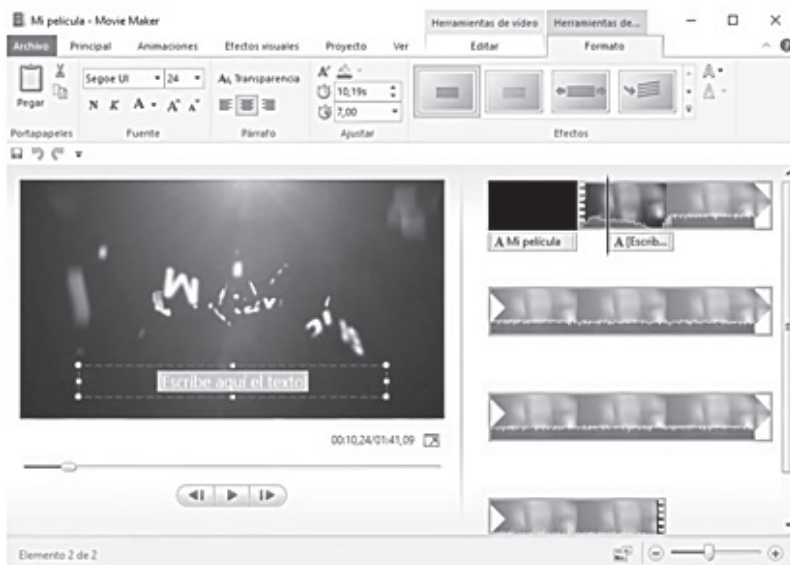 Mi película - Movie Maker
Herramientas de vídeo
Herramientas de...
Archivo Principal Animaciones Efectos visuales Proyecto Ver Editar Formato
Pegar
Segoe UI 24
N K A A A
Transparencia
10,19s
7,00
Portapapeles Fuente Párrafo Ajustar Efectos
A Mi película
A [Escrib...
Escribe aquí el texto
00:10,24/01:41,09
Elemento 2 de 2